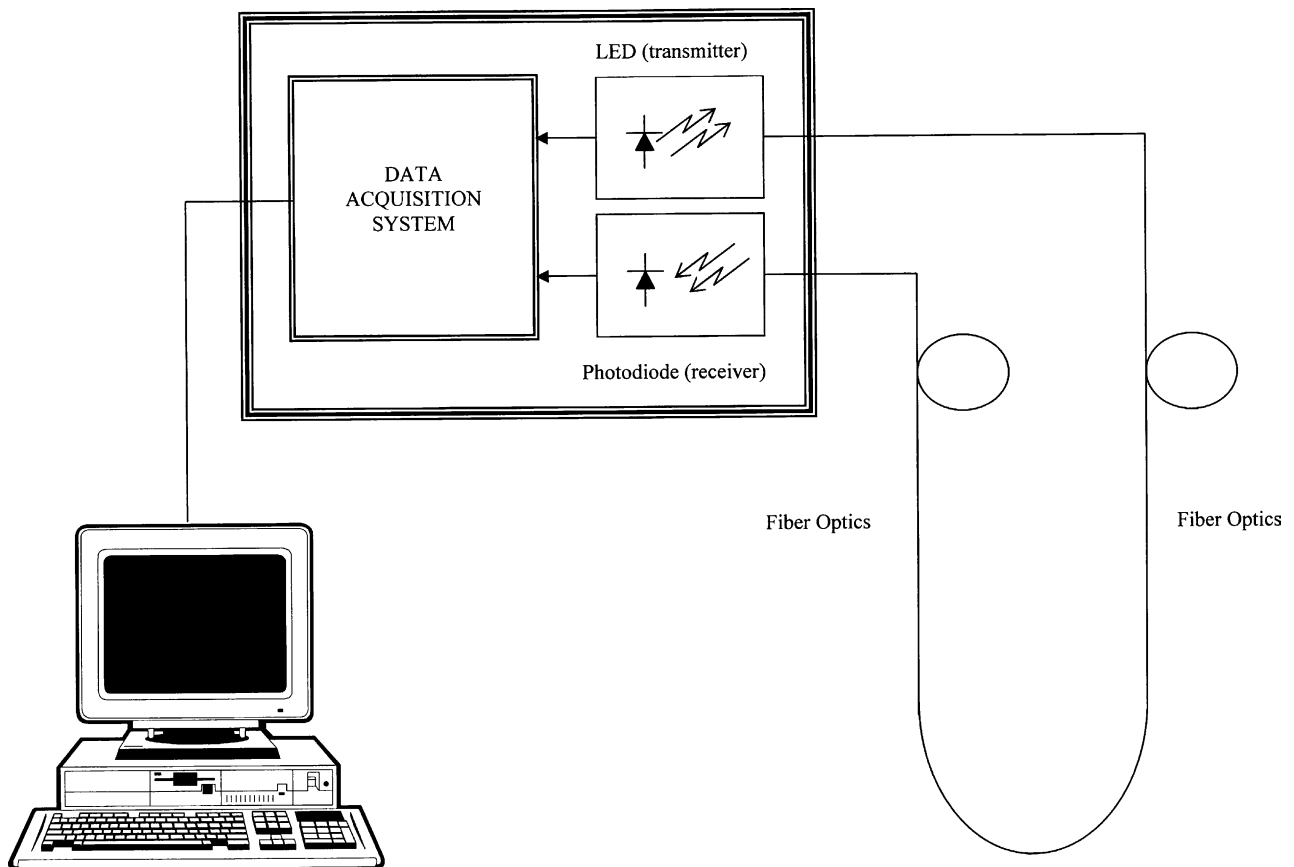 LED (transmitter)
DATA
ACQUISITION
SYSTEM
Photodiode (receiver)
Fiber Optics
Fiber Optics